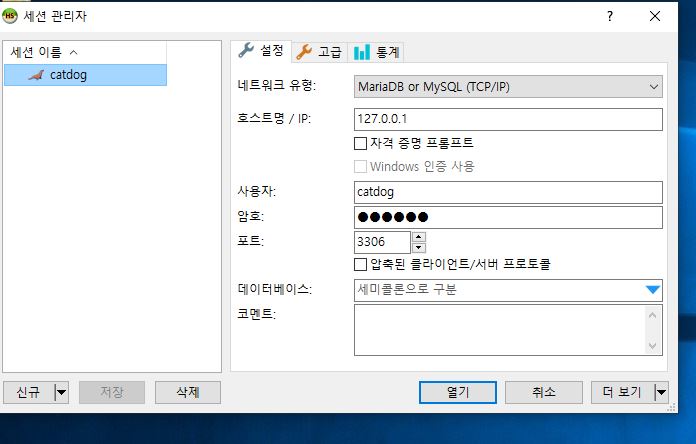 HS 세션 관리자
세션 이름
catdog
설정 고급 통계
네트워크 유형: MariaDB or MySQL (TCP/IP)
호스트명 / IP: 127.0.0.1
자격 증명 프롬프트
Windows 인증 사용
사용자: catdog
암호: ●●●●●●
포트: 3306
압축된 클라이언트/서버 프로토콜
데이터베이스: 세미콜론으로 구분
코멘트:
신규 저장 삭제 열기 취소 더 보기